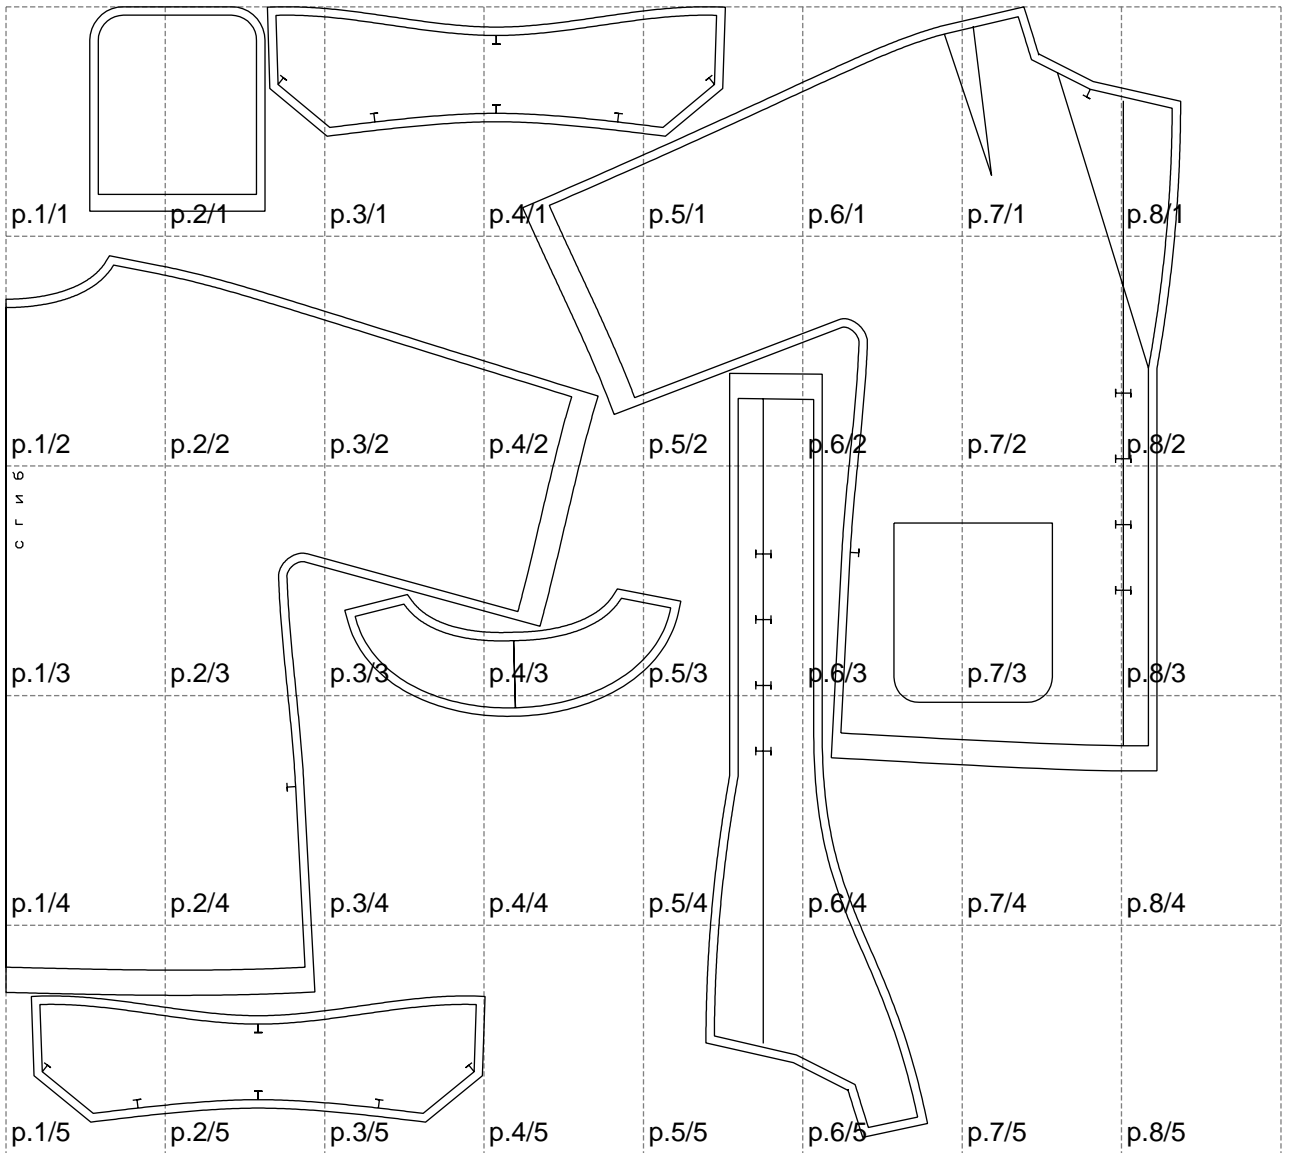 p.1/1 p.2/1 p.3/1 p.4/1 p.5/1 p.6/1 p.7/1 p.8/1
p.1/2 p.2/2 p.3/2 p.4/2 p.5/2 p.6/2 p.7/2 p.8/2
сгиб
p.1/3 p.2/3 p.3/3 p.4/3 p.5/3 p.6/3 p.7/3 p.8/3
p.1/4 p.2/4 p.3/4 p.4/4 p.5/4 p.6/4 p.7/4 p.8/4
p.1/5 p.2/5 p.3/5 p.4/5 p.5/5 p.6/5 p.7/5 p.8/5